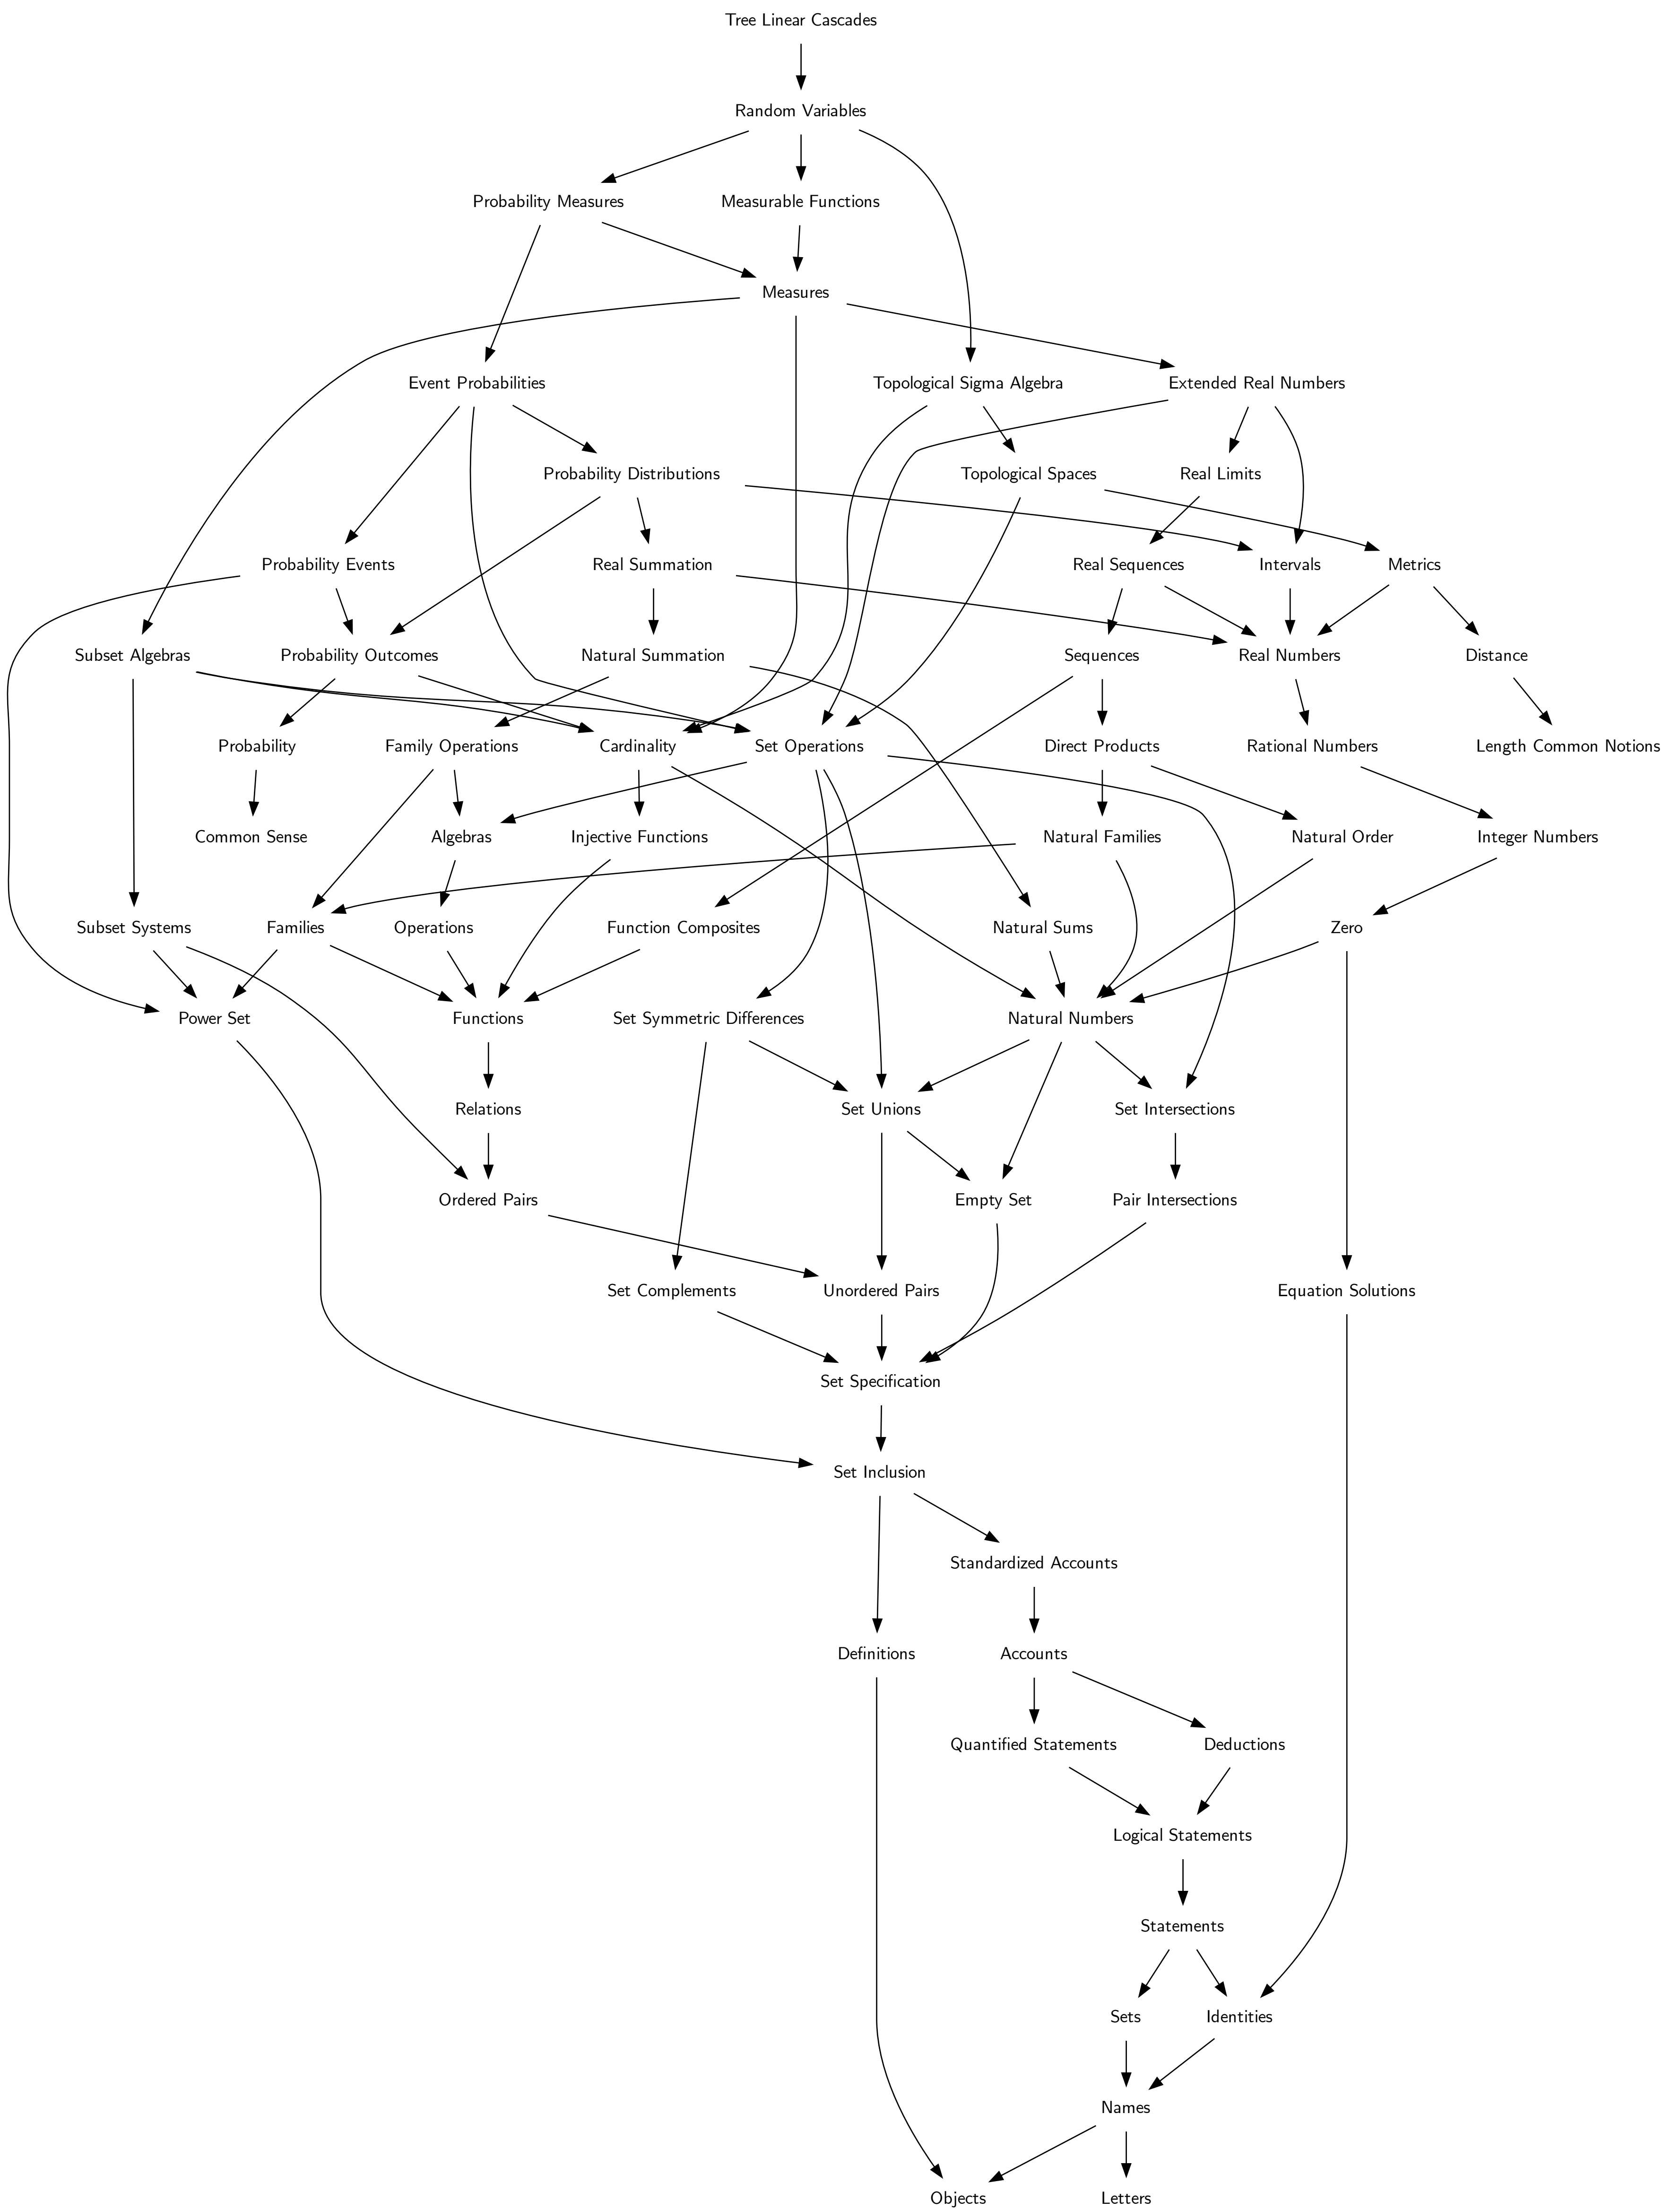 Tree Linear Cascades
Random Variables
Probability Measures
Measurable Functions
Measures
Event Probabilities
Topological Sigma Algebra
Extended Real Numbers
Probability Distributions
Topological Spaces
Real Limits
Probability Events
Real Summation
Real Sequences
Intervals
Metrics
Subset Algebras
Probability Outcomes
Natural Summation
Sequences
Real Numbers
Distance
Probability
Family Operations
Cardinality
Set Operations
Direct Products
Rational Numbers
Length Common Notions
Common Sense
Algebras
Injective Functions
Natural Families
Natural Order
Integer Numbers
Subset Systems
Families
Operations
Function Composites
Natural Sums
Zero
Power Set
Functions
Set Symmetric Differences
Natural Numbers
Relations
Set Unions
Set Intersections
Ordered Pairs
Empty Set
Pair Intersections
Set Complements
Unordered Pairs
Equation Solutions
Set Specification
Set Inclusion
Standardized Accounts
Definitions
Accounts
Quantified Statements
Deductions
Logical Statements
Statements
Sets
Identities
Names
Objects
Letters